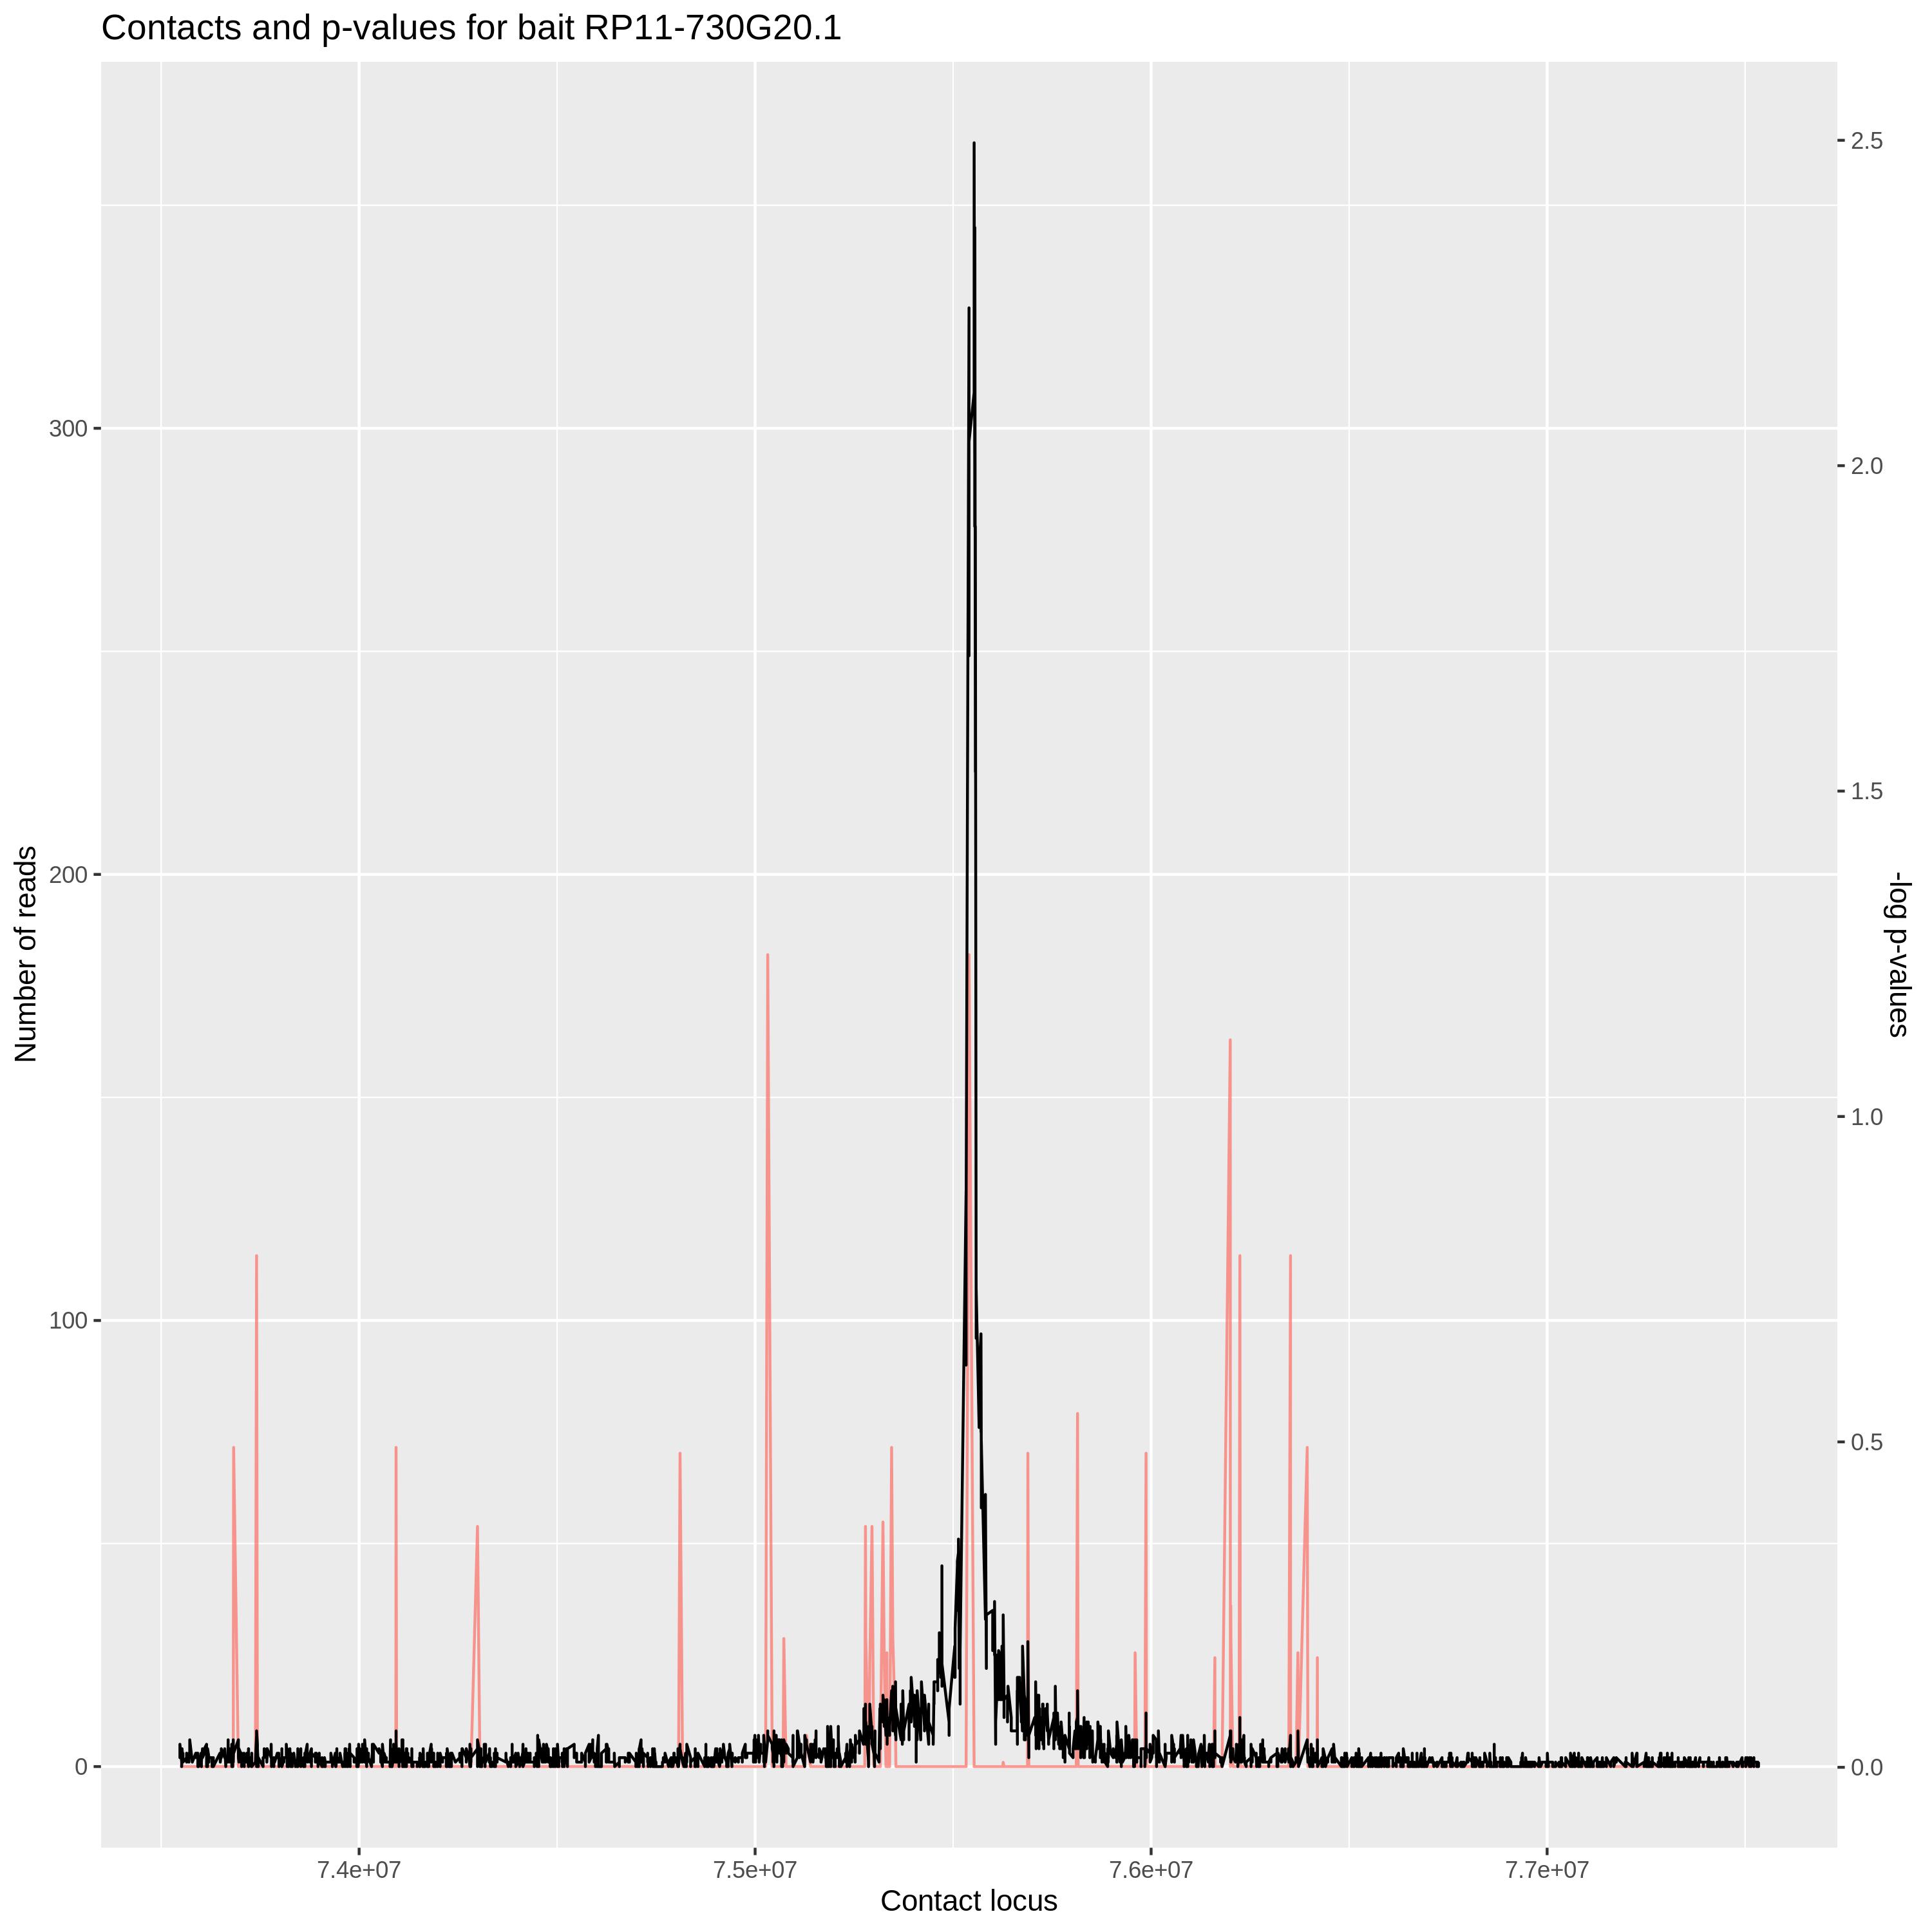 Contacts and p-values for bait RP11-730G20.1
Number of reads
300
200
100
0
2.5
2.0
1.5
1.0
0.5
0.0
-log p-values
7.4e+07 7.5e+07 7.6e+07 7.7e+07
Contact locus